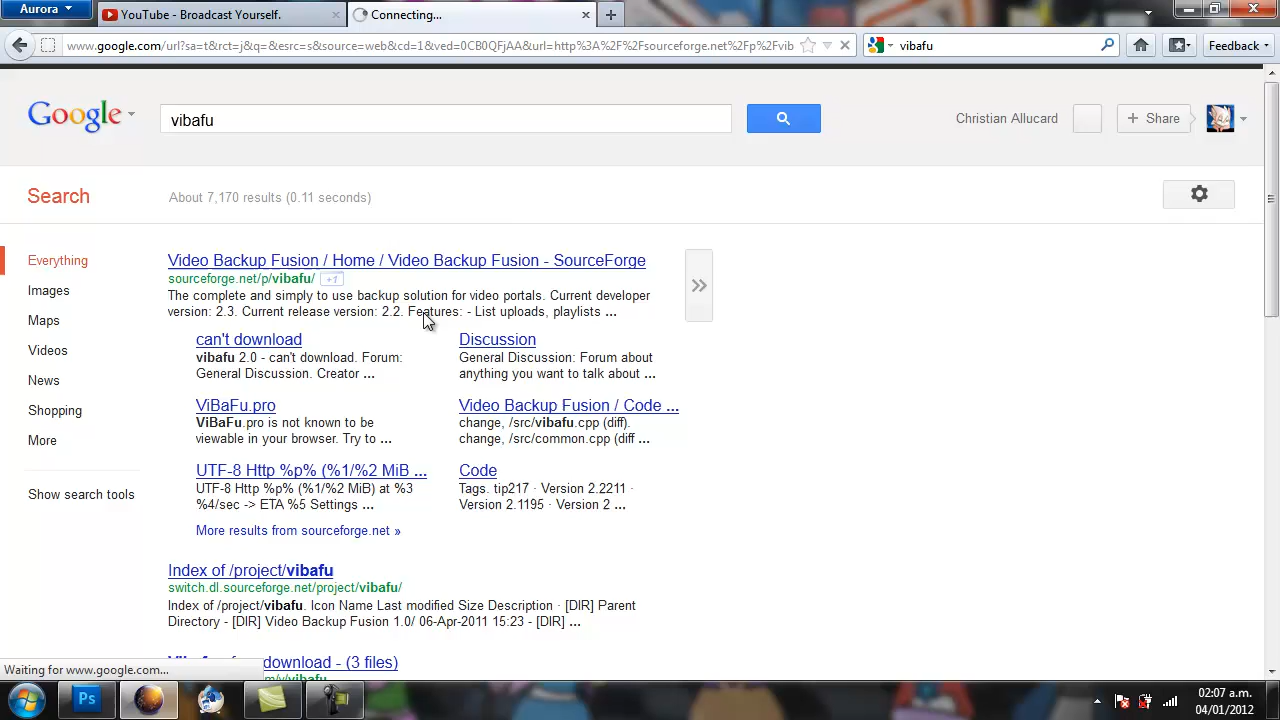 Aurora
YouTube - Broadcast Yourself.
Connecting...
www.google.com/url?sa=t&rct=j&q=&esrc=s&source=web&cd=1&ved=0CB0QFjAA&url=http%3A%2F%2Fsourceforge.net%2Fp%2Fvib
vibafu
Feedback
Google
vibafu
Christian Allucard
+ Share
Search
About 7,170 results (0.11 seconds)
Everything
Images
Maps
Videos
News
Shopping
More
Show search tools
Video Backup Fusion / Home / Video Backup Fusion - SourceForge
sourceforge.net/p/vibafu/ +1
The complete and simply to use backup solution for video portals. Current developer
version: 2.3. Current release version: 2.2. Features: - List uploads, playlists ...
can't download
vibafu 2.0 - can't download. Forum:
General Discussion. Creator ...
Discussion
General Discussion: Forum about
anything you want to talk about ...
ViBaFu.pro
ViBaFu.pro is not known to be
viewable in your browser. Try to ...
Video Backup Fusion / Code ...
change, /src/vibafu.cpp (diff).
change, /src/common.cpp (diff ...
UTF-8 Http %p% (%1/%2 MiB ...
UTF-8 Http %p% (%1/%2 MiB) at %3
%4/sec -> ETA %5 Settings ...
Code
Tags. tip217 · Version 2.2211 ·
Version 2.1195 · Version 2 ...
More results from sourceforge.net »
Index of /project/vibafu
switch.dl.sourceforge.net/project/vibafu/
Index of /project/vibafu. Icon Name Last modified Size Description · [DIR] Parent
Directory - [DIR] Video Backup Fusion 1.0/ 06-Apr-2011 15:23 - [DIR] ...
download - (3 files)
Waiting for www.google.com...
Ps
02:07 a.m.
04/01/2012